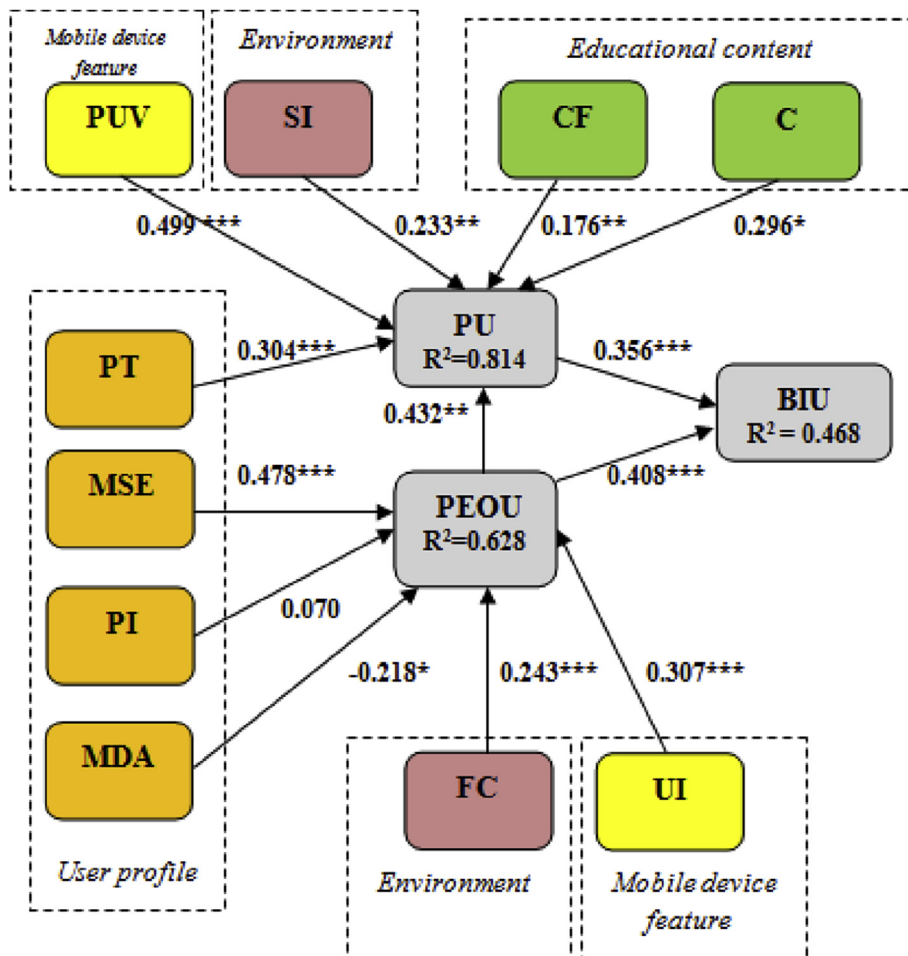 Mobile device
feature
PUV
Environment
SI
Educational content
CF
C
0.499 ***
0.233**
0.176**
0.296*
PT
0.304***
PU
R²=0.814
0.356***
BIU
R² = 0.468
0.432**
MSE
0.478***
PEOU
R²=0.628
0.408***
PI
0.070
-0.218*
0.243***
0.307***
MDA
User profile
FC
Environment
UI
Mobile device
feature